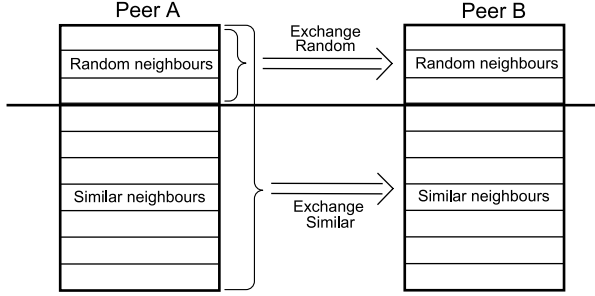 Peer A
Peer B
Exchange
Random
Random neighbours
Random neighbours
Similar neighbours
Similar neighbours
Exchange
Similar